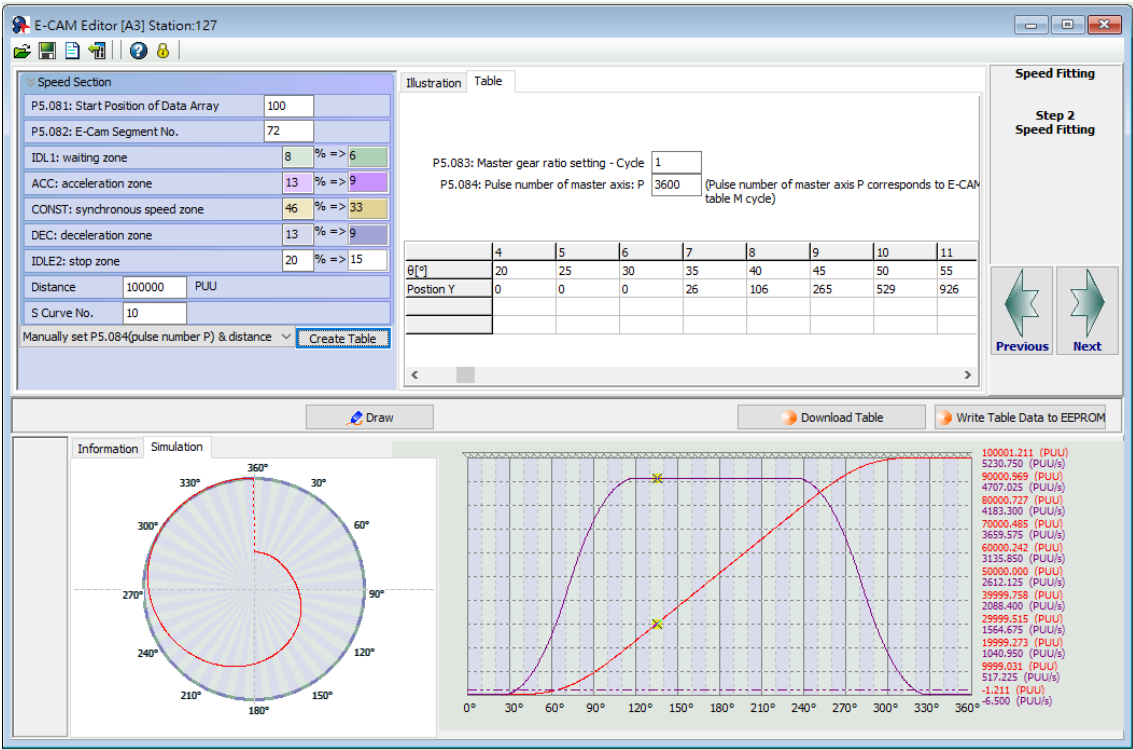 E-CAM Editor [A3] Station:127
Speed Section
P5.081: Start Position of Data Array 100
P5.082: E-Cam Segment No. 72
IDL1: waiting zone 8 % => 6
ACC: acceleration zone 13 % => 9
CONST: synchronous speed zone 46 % => 33
DEC: deceleration zone 13 % => 9
IDLE2: stop zone 20 % => 15
Distance 100000 PUU
S Curve No. 10
Manually set P5.084(pulse number P) & distance Create Table
Illustration Table
P5.083: Master gear ratio setting - Cycle 1
P5.084: Pulse number of master axis: P 3600 (Pulse number of master axis P corresponds to E-CAM
table M cycle)
4 5 6 7 8 9 10 11
θ[°] 20 25 30 35 40 45 50 55
Postion Y 0 0 0 26 106 265 529 926
Speed Fitting
Step 2
Speed Fitting
Previous Next
Draw Download Table Write Table Data to EEPROM
Information Simulation
360°
330° 30°
300° 60°
270° 90°
240° 120°
210° 150°
180°
100001.211 (PUU)
5230.750 (PUU/s)
90000.969 (PUU)
4707.025 (PUU/s)
80000.727 (PUU)
4183.300 (PUU/s)
70000.485 (PUU)
3659.575 (PUU/s)
60000.242 (PUU)
3135.850 (PUU/s)
50000.000 (PUU)
2612.125 (PUU/s)
39999.758 (PUU)
2088.400 (PUU/s)
29999.515 (PUU)
1564.675 (PUU/s)
19999.273 (PUU)
1040.950 (PUU/s)
9999.031 (PUU)
517.225 (PUU/s)
-1.211 (PUU)
-6.500 (PUU/s)
0° 30° 60° 90° 120° 150° 180° 210° 240° 270° 300° 330° 360°